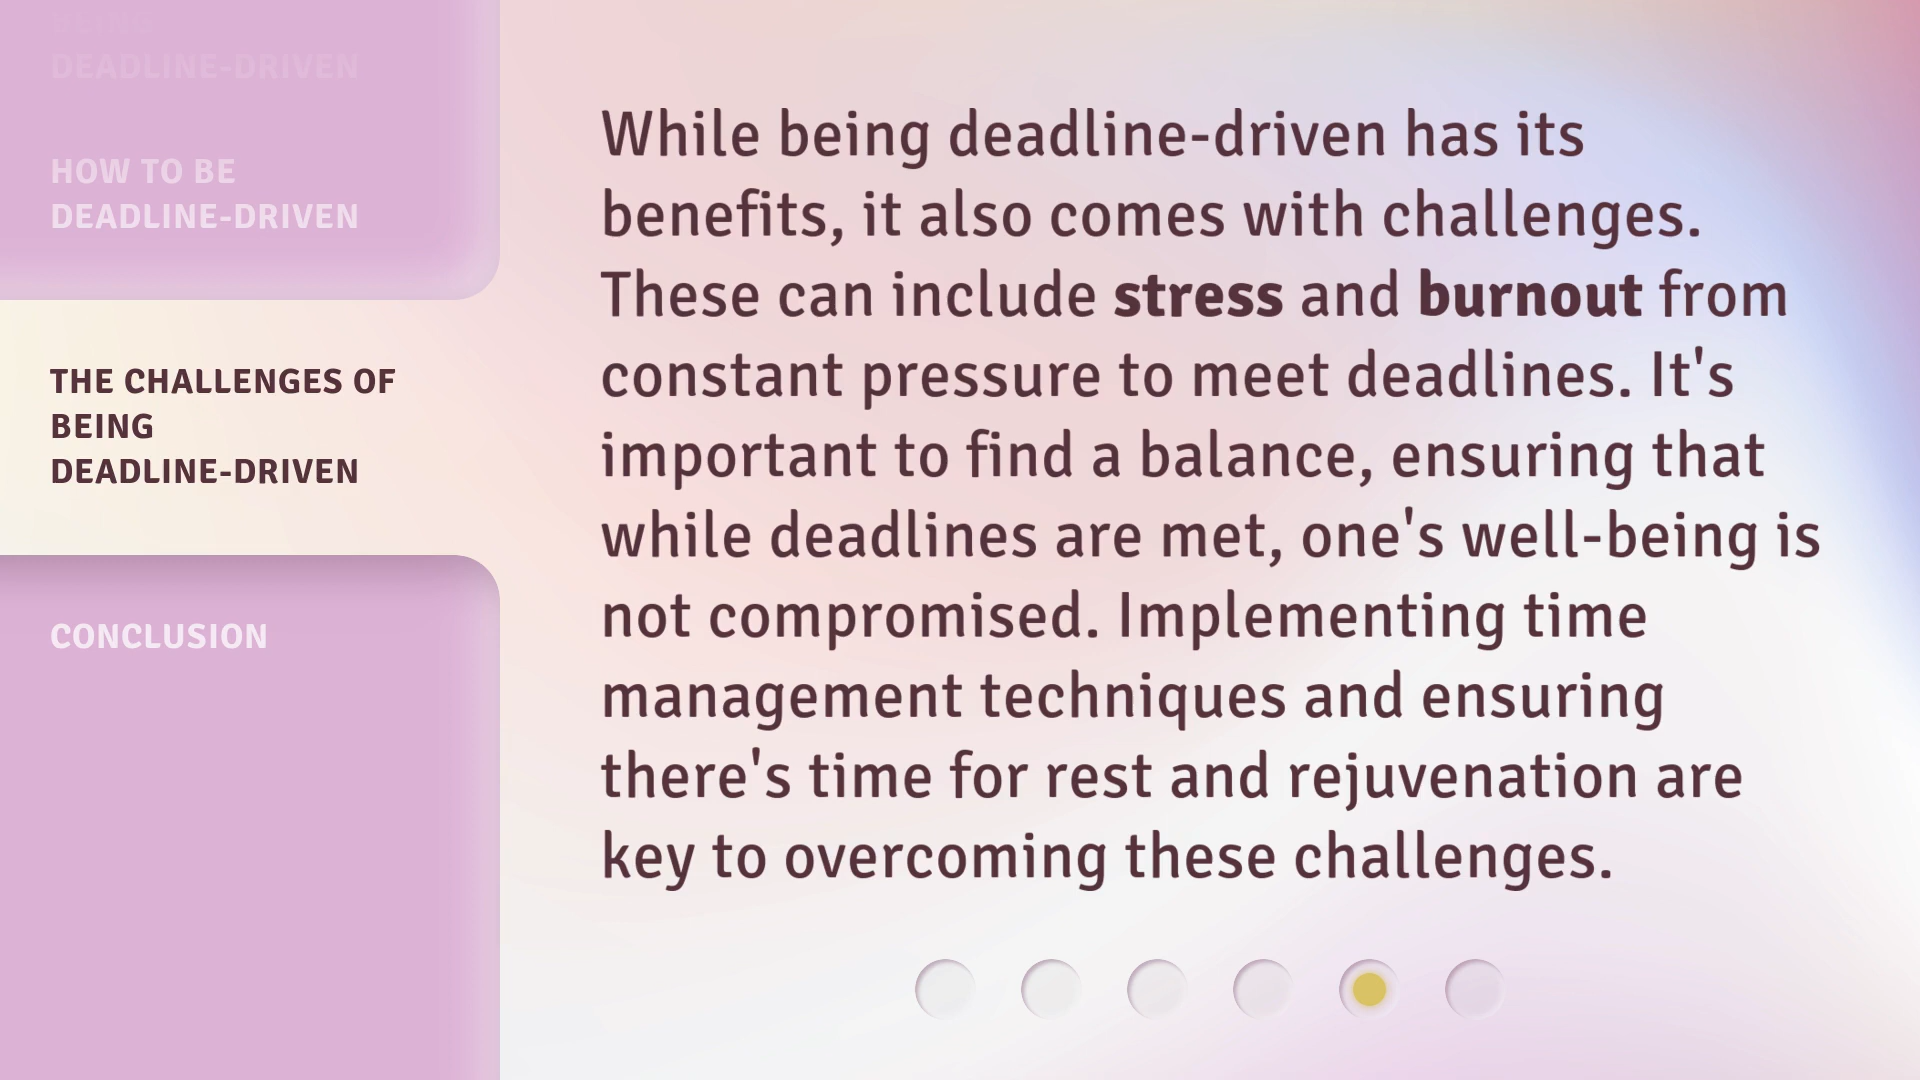 BEING
DEADLINE-DRIVEN
HOW TO BE
DEADLINE-DRIVEN
THE CHALLENGES OF
BEING
DEADLINE-DRIVEN
CONCLUSION
While being deadline-driven has its
benefits, it also comes with challenges.
These can include stress and burnout from
constant pressure to meet deadlines. It's
important to find a balance, ensuring that
while deadlines are met, one's well-being is
not compromised. Implementing time
management techniques and ensuring
there's time for rest and rejuvenation are
key to overcoming these challenges.